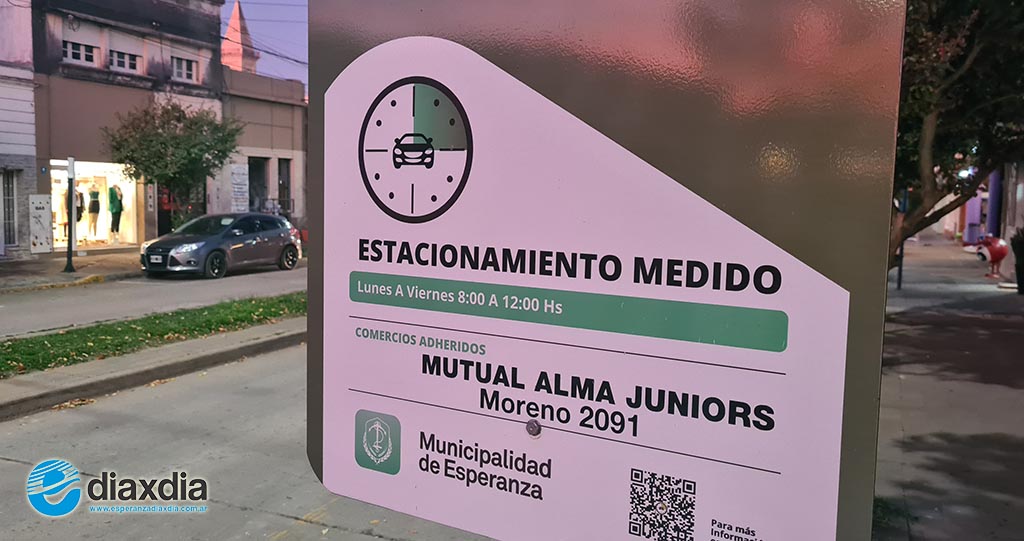 ESTACIONAMIENTO MEDIDO
Lunes A Viernes 8:00 A 12:00 Hs
COMERCIOS ADHERIDOS
MUTUAL ALMA JUNIORS
Moreno 2091
Municipalidad
de Esperanza
Para más
diaxdia
www.esperanzadiaxdia.com.ar